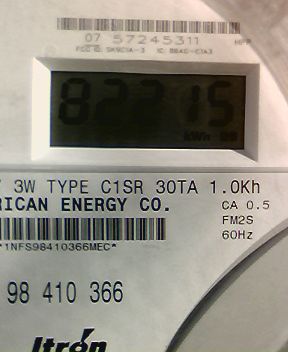 07 57245311
82215
kWh
3W TYPE C1SR 30TA 1.0Kh
RICAN ENERGY CO.
CA 0.5
FM2S
60Hz
*1NFS98410366MEC*
98 410 366
Itron